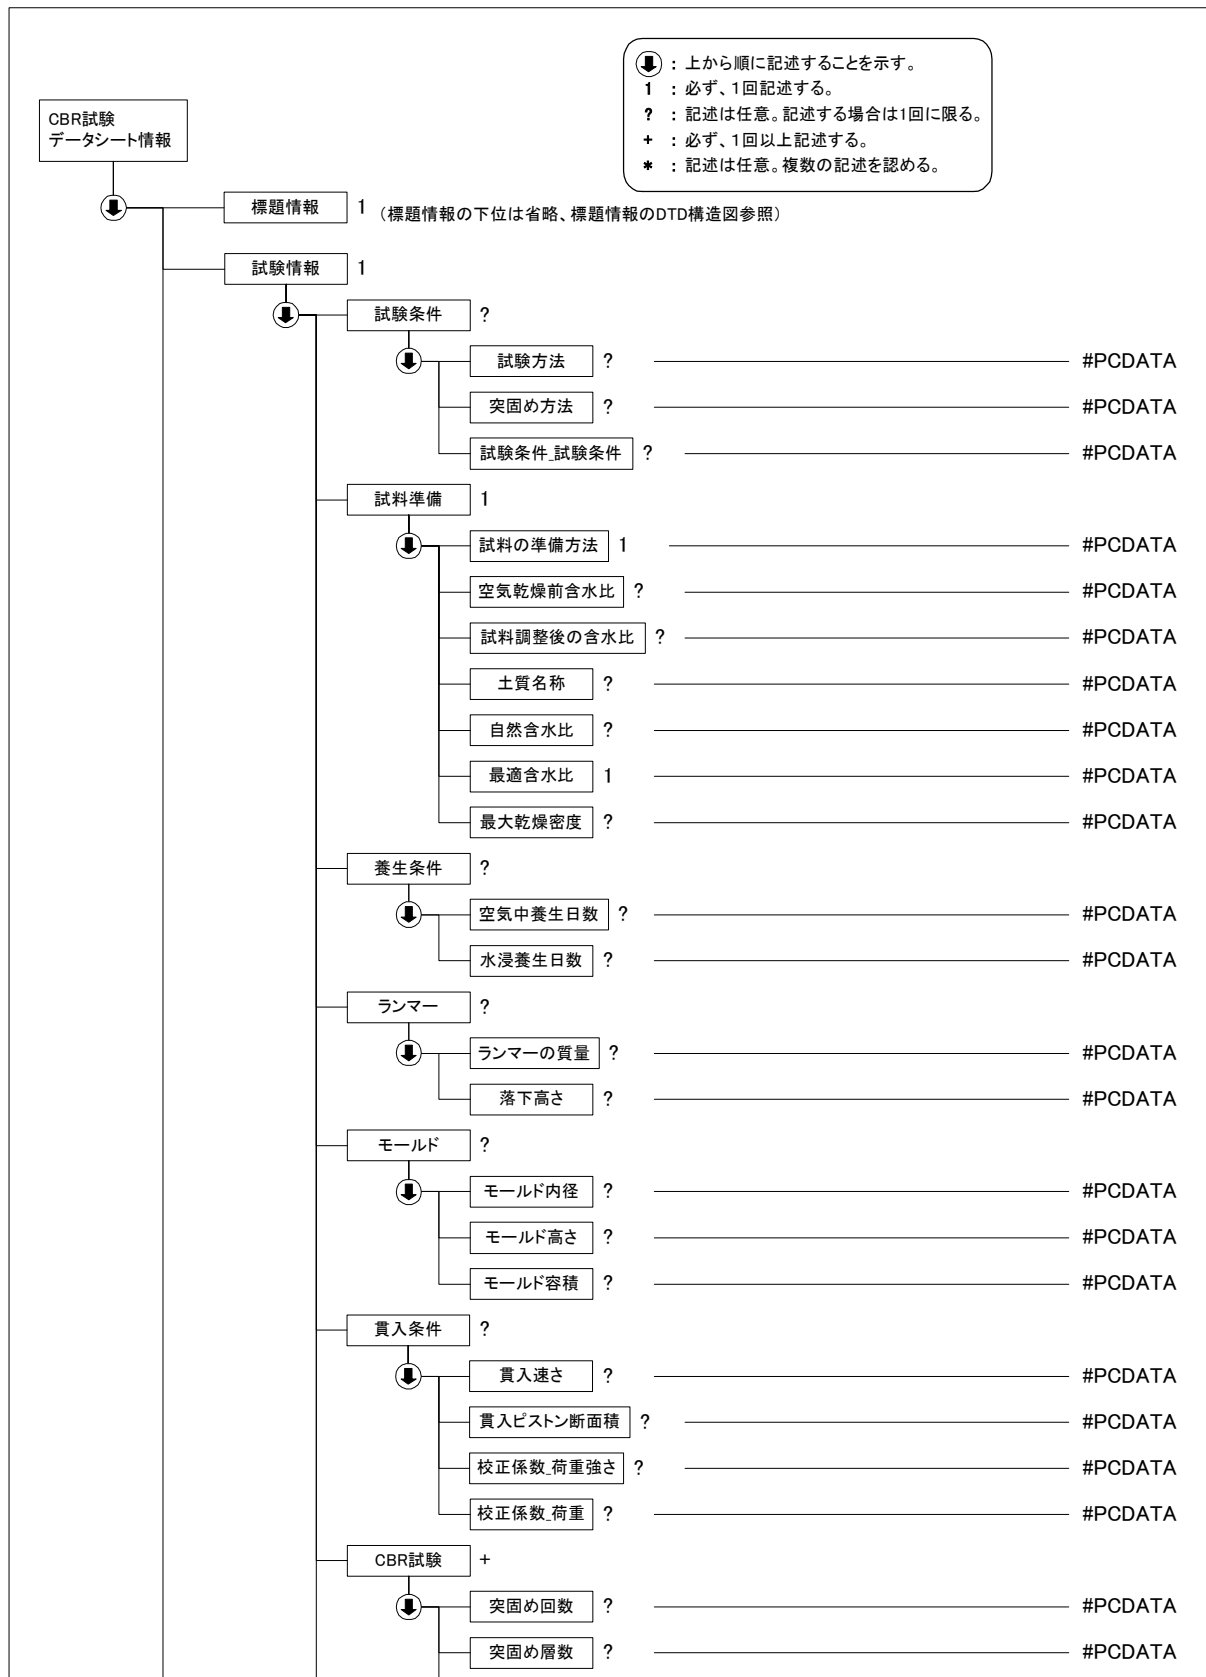 ： 上から順に記述することを示す。
1 ： 必ず、1回記述する。
? ： 記述は任意。記述する場合は1回に限る。
+ ： 必ず、1回以上記述する。
* ： 記述は任意。複数の記述を認める。
CBR試験
データシート情報
標題情報 1 （標題情報の下位は省略、標題情報のDTD構造図参照）
試験情報 1
試験条件 ?
試験方法 ? #PCDATA
突固め方法 ? #PCDATA
試験条件_試験条件 ? #PCDATA
試料準備 1
試料の準備方法 1 #PCDATA
空気乾燥前含水比 ? #PCDATA
試料調整後の含水比 ? #PCDATA
土質名称 ? #PCDATA
自然含水比 ? #PCDATA
最適含水比 1 #PCDATA
最大乾燥密度 ? #PCDATA
養生条件 ?
空気中養生日数 ? #PCDATA
水浸養生日数 ? #PCDATA
ランマー ?
ランマーの質量 ? #PCDATA
落下高さ ? #PCDATA
モールド ?
モールド内径 ? #PCDATA
モールド高さ ? #PCDATA
モールド容積 ? #PCDATA
貫入条件 ?
貫入速さ ? #PCDATA
貫入ピストン断面積 ? #PCDATA
校正係数_荷重強さ ? #PCDATA
校正係数_荷重 ? #PCDATA
CBR試験 +
突固め回数 ? #PCDATA
突固め層数 ? #PCDATA